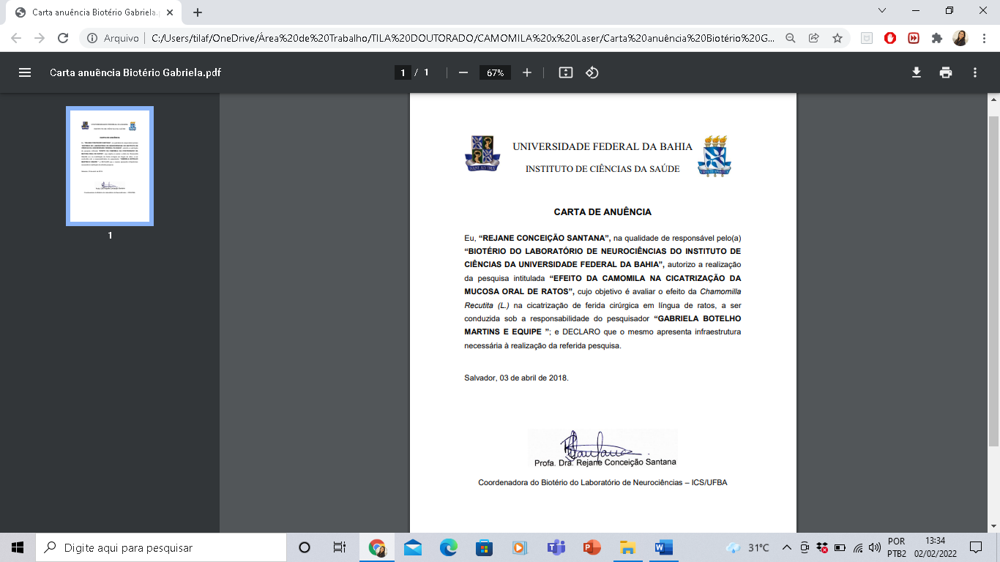 Carta anuência Biotério Gabriela.p
Arquivo
C:/Users/tilaf/OneDrive/Área%20de%20Trabalho/TILA%20DOUTORADO/CAMOMILA%20x%20Laser/Carta%20anuência%20Biotério%20G...
Carta anuência Biotério Gabriela.pdf
1 / 1
67%
1
UNIVERSIDADE FEDERAL DA BAHIA
INSTITUTO DE CIÊNCIAS DA SAÚDE
CARTA DE ANUÊNCIA
Eu, “REJANE CONCEIÇÃO SANTANA”, na qualidade de responsável pelo(a)
“BIOTÉRIO DO LABORATÓRIO DE NEUROCIÊNCIAS DO INSTITUTO DE
CIÊNCIAS DA UNIVERSIDADE FEDERAL DA BAHIA”, autorizo a realização
da pesquisa intitulada “EFEITO DA CAMOMILA NA CICATRIZAÇÃO DA
MUCOSA ORAL DE RATOS”, cujo objetivo é avaliar o efeito da Chamomilla
Recutita (L.) na cicatrização de ferida cirúrgica em língua de ratos, a ser
conduzida sob a responsabilidade do pesquisador “GABRIELA BOTELHO
MARTINS E EQUIPE ”; e DECLARO que o mesmo apresenta infraestrutura
necessária à realização da referida pesquisa.
Salvador, 03 de abril de 2018.
Profa. Dra. Rejane Conceição Santana
Coordenadora do Biotério do Laboratório de Neurociências – ICS/UFBA
Digite aqui para pesquisar
31°C
POR
PTB2
13:34
02/02/2022